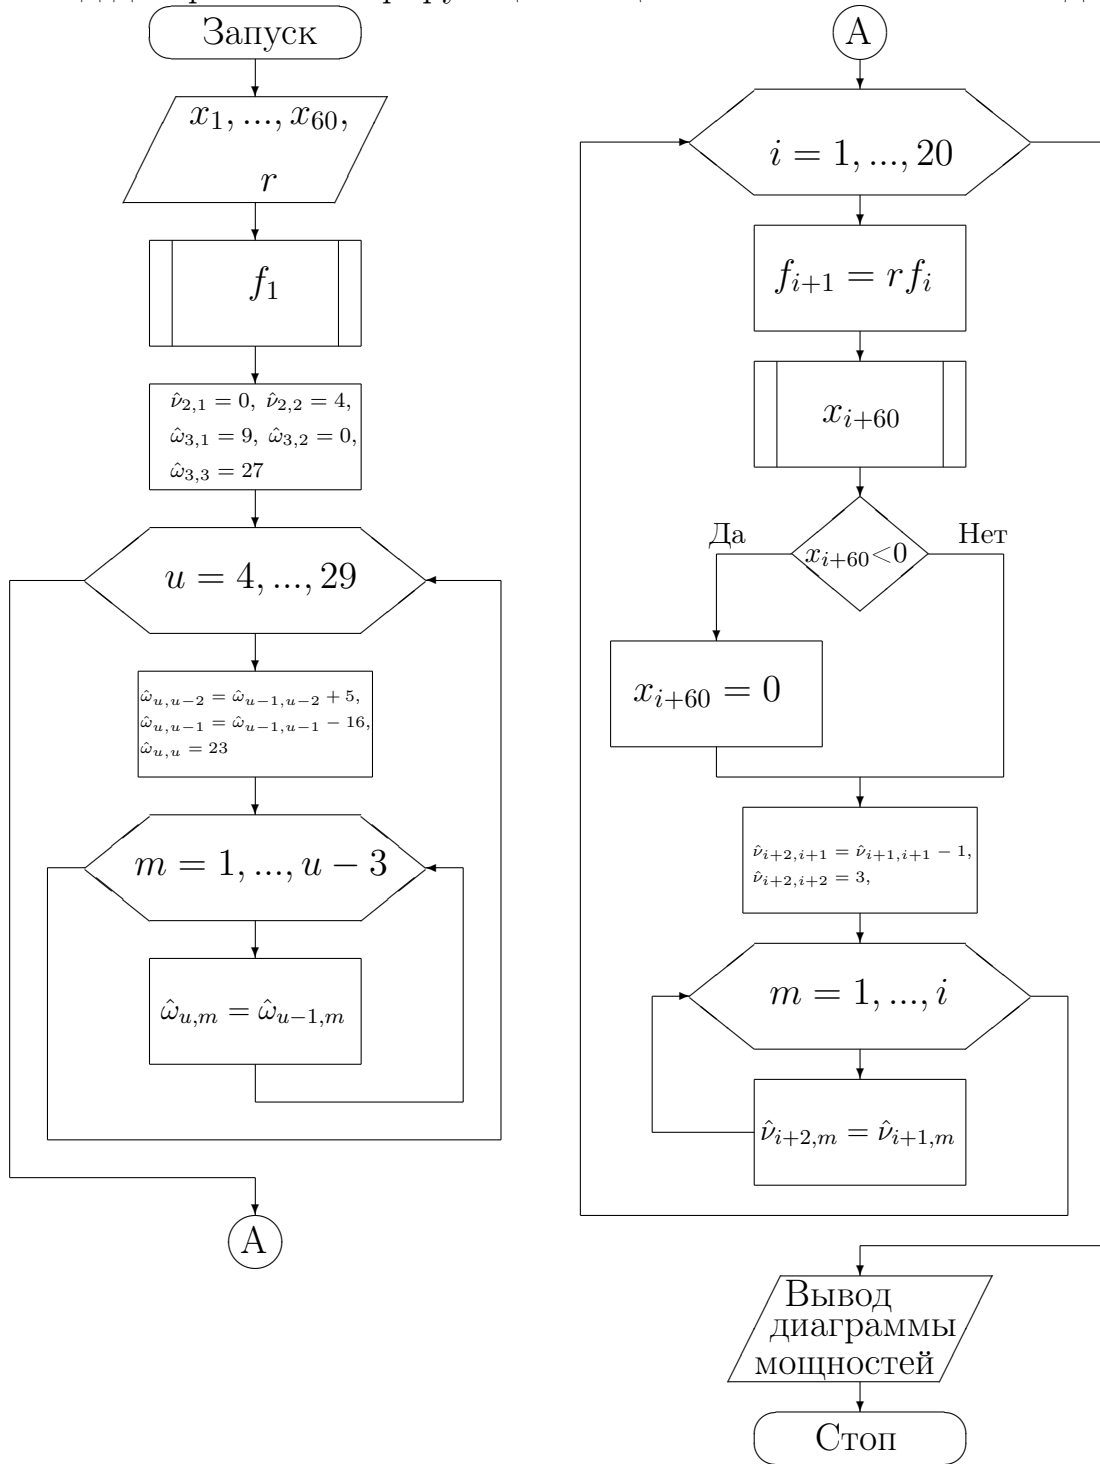 Запуск
x_1, ..., x_{60},
r
f_1
ν̂_{2,1} = 0, ν̂_{2,2} = 4,
ω̂_{3,1} = 9, ω̂_{3,2} = 0,
ω̂_{3,3} = 27
u = 4, ..., 29
ω̂_{u,u−2} = ω̂_{u−1,u−2} + 5,
ω̂_{u,u−1} = ω̂_{u−1,u−1} − 16,
ω̂_{u,u} = 23
m = 1, ..., u − 3
ω̂_{u,m} = ω̂_{u−1,m}
А
А
i = 1, ..., 20
f_{i+1} = rf_i
x_{i+60}
Да
Нет
x_{i+60}<0
x_{i+60} = 0
ν̂_{i+2,i+1} = ν̂_{i+1,i+1} − 1,
ν̂_{i+2,i+2} = 3,
m = 1, ..., i
ν̂_{i+2,m} = ν̂_{i+1,m}
Вывод
диаграммы
мощностей
Стоп